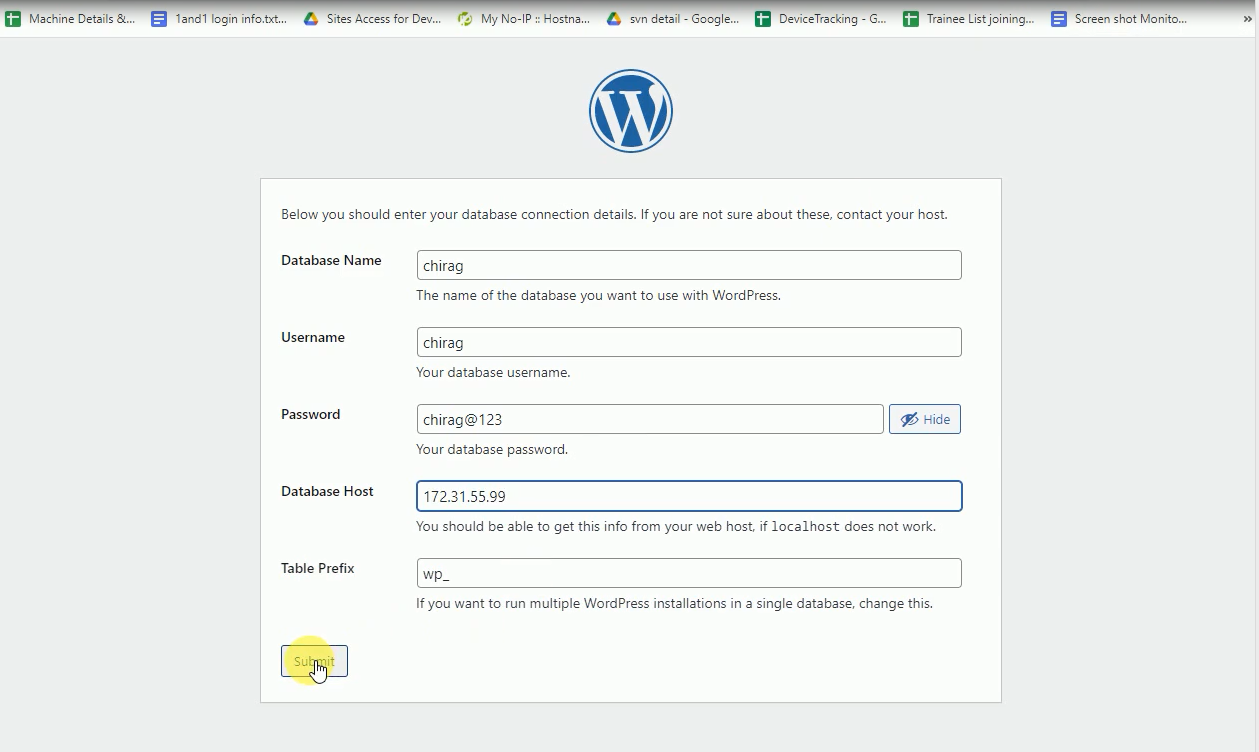 Machine Details &... 1and1 login info.txt... Sites Access for Dev... My No-IP :: Hostna... svn detail - Google... DeviceTracking - G... Trainee List joining... Screen shot Monito... »
Below you should enter your database connection details. If you are not sure about these, contact your host.
Database Name chirag
The name of the database you want to use with WordPress.
Username chirag
Your database username.
Password chirag@123 Hide
Your database password.
Database Host 172.31.55.99
You should be able to get this info from your web host, if localhost does not work.
Table Prefix wp_
If you want to run multiple WordPress installations in a single database, change this.
Submit